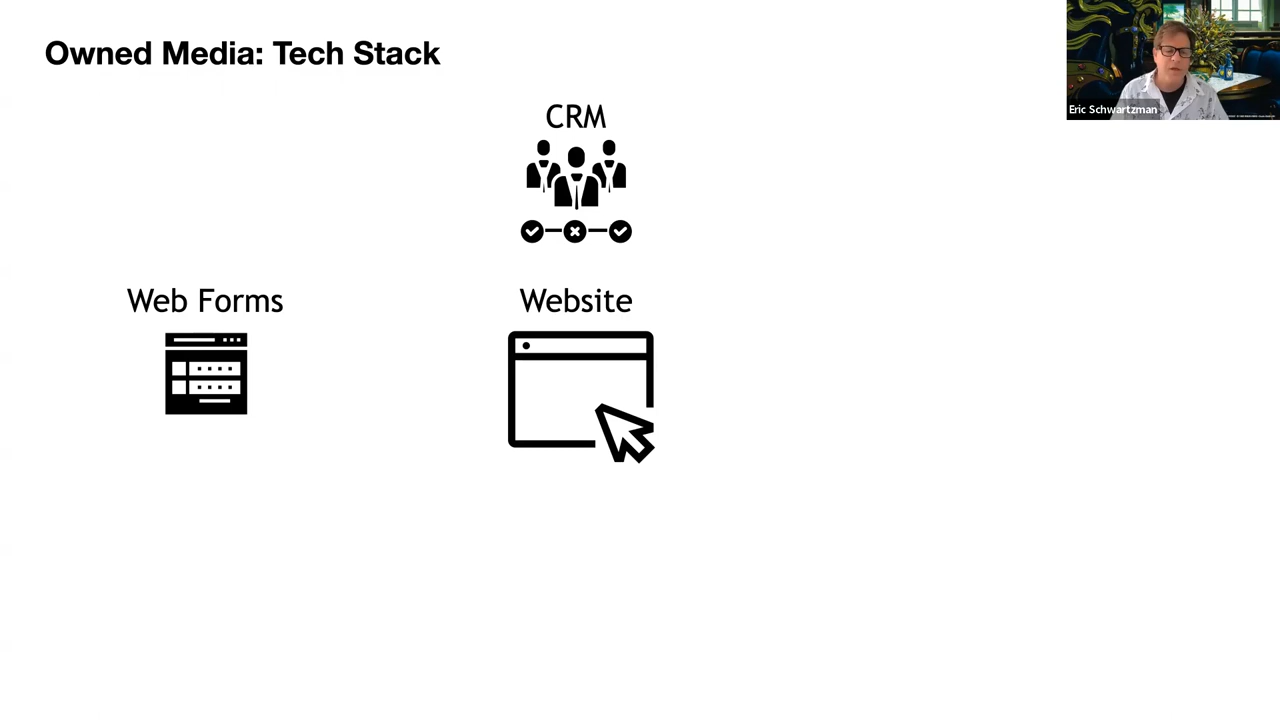 Owned Media: Tech Stack
CRM
Web Forms
Website
Eric Schwartzman